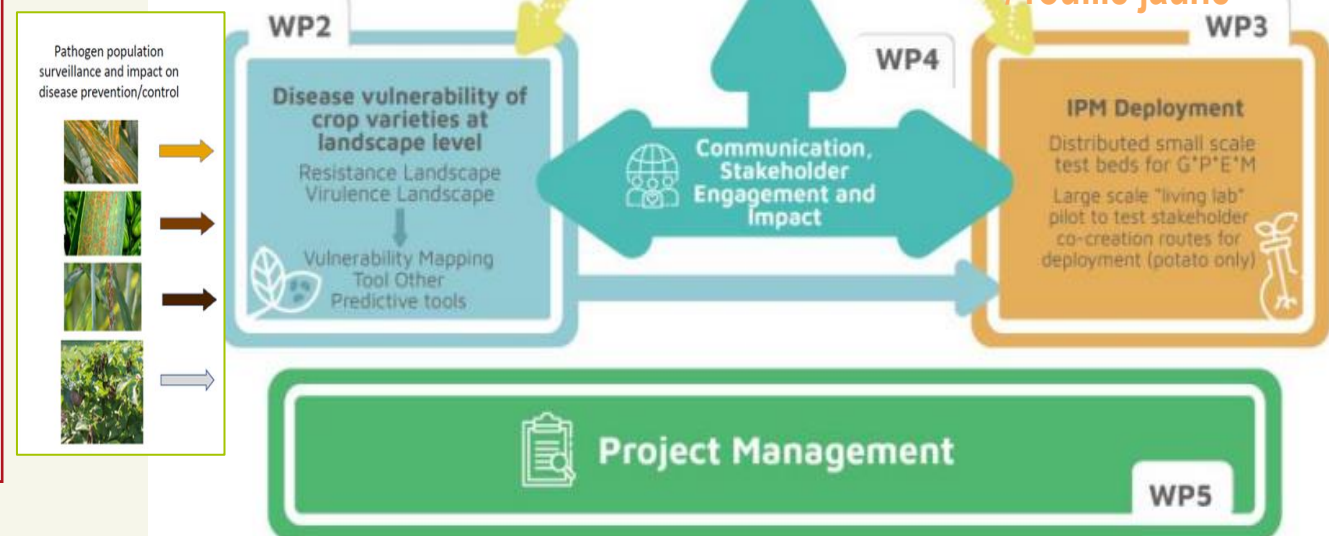 rouille jaune
Pathogen population
surveillance and impact on
disease prevention/control
WP2
Disease vulnerability of
crop varieties at
landscape level
Resistance Landscape
Virulence Landscape
Vulnerability Mapping
Tool Other
Predictive tools
WP4
Communication,
Stakeholder
Engagement and
Impact
WP3
IPM Deployment
Distributed small scale
test beds for G*P*E*M
Large scale "living lab"
pilot to test stakeholder
co-creation routes for
deployment (potato only)
Project Management
WP5